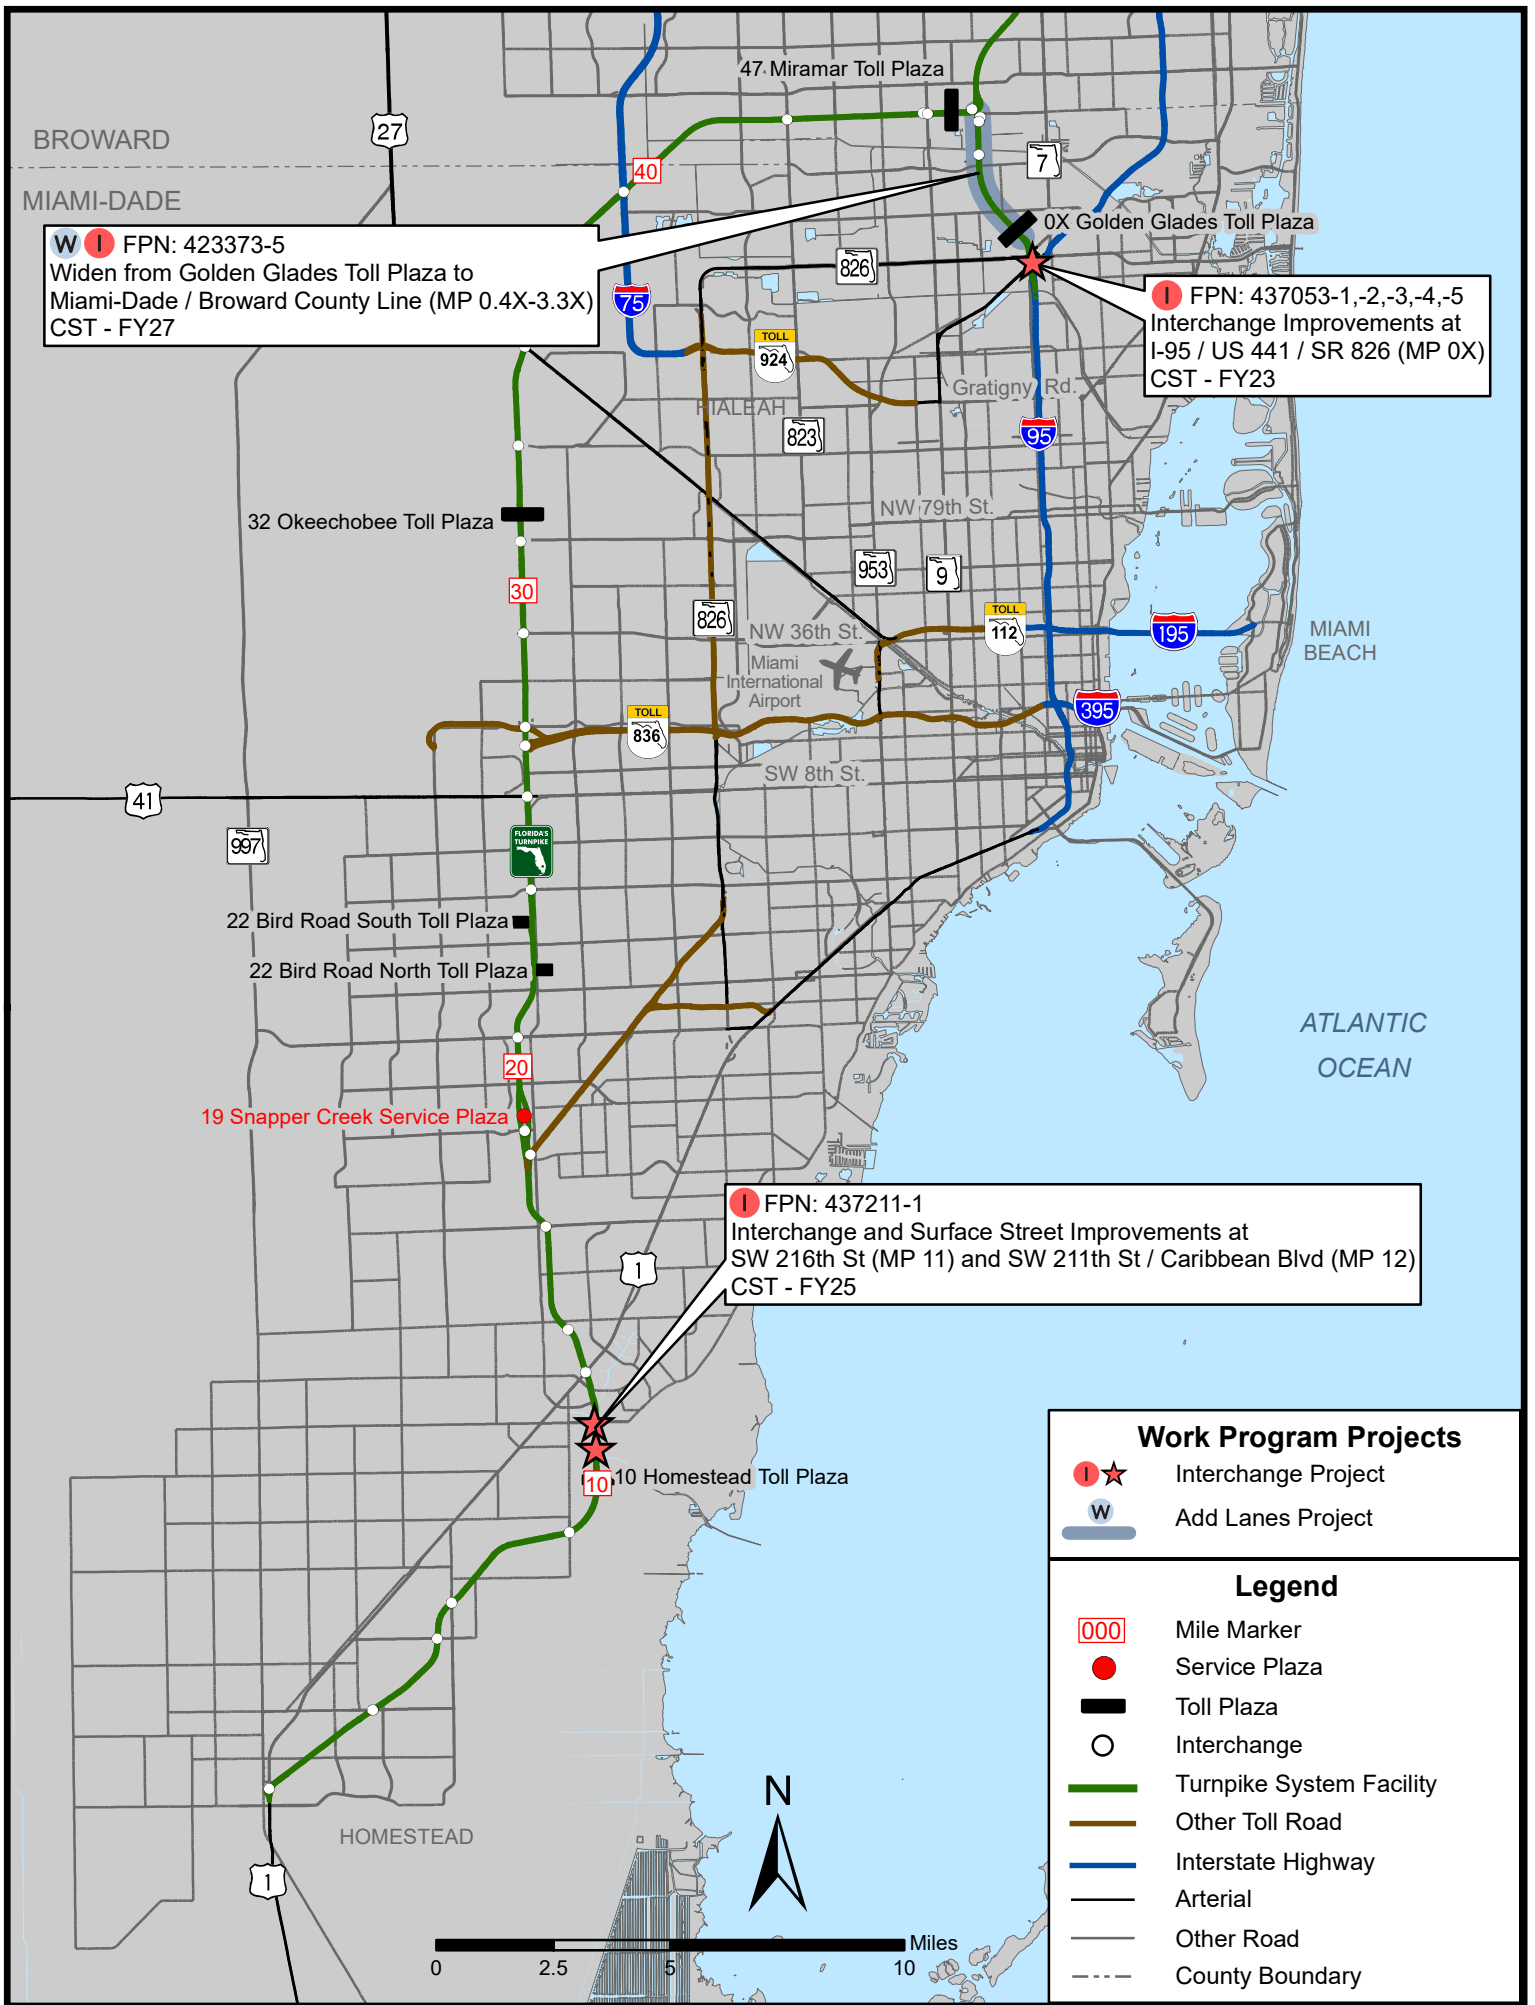 47 Miramar Toll Plaza
BROWARD
27
7
40
MIAMI-DADE
0X Golden Glades Toll Plaza
W I FPN: 423373-5
Widen from Golden Glades Toll Plaza to
Miami-Dade / Broward County Line (MP 0.4X-3.3X)
CST - FY27
826
75
I FPN: 437053-1,-2,-3,-4,-5
Interchange Improvements at
I-95 / US 441 / SR 826 (MP 0X)
CST - FY23
TOLL
924
Gratigny Rd.
HIALEAH
823
95
NW 79th St.
32 Okeechobee Toll Plaza
953
9
30
826
TOLL
112
NW 36th St.
195
MIAMI
BEACH
Miami
International
Airport
395
TOLL
836
SW 8th St.
41
997
FLORIDA'S
TURNPIKE
22 Bird Road South Toll Plaza
22 Bird Road North Toll Plaza
ATLANTIC
OCEAN
20
19 Snapper Creek Service Plaza
I FPN: 437211-1
Interchange and Surface Street Improvements at
SW 216th St (MP 11) and SW 211th St / Caribbean Blvd (MP 12)
CST - FY25
1
10
10 Homestead Toll Plaza
Work Program Projects
I Interchange Project
W Add Lanes Project
Legend
000 Mile Marker
Service Plaza
Toll Plaza
Interchange
Turnpike System Facility
Other Toll Road
Interstate Highway
Arterial
Other Road
County Boundary
HOMESTEAD
1
N
Miles
0 2.5 5 10